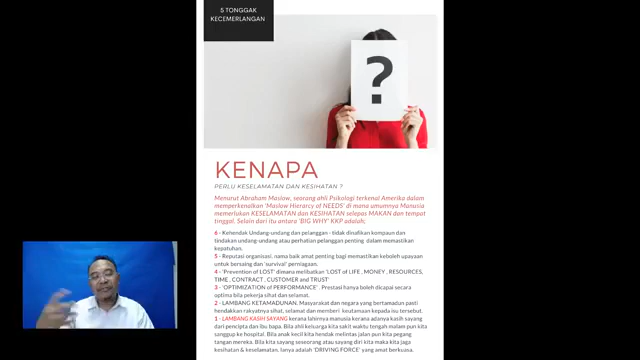 5 TONGGAK
KECEMERLANGAN
?
KENAPA
PERLU KESELAMATAN DAN KESIHATAN ?
Menurut Abraham Maslow, seorang ahli Psikologi terkenal Amerika dalam
memperkenalkan 'Maslow Hierarcy of NEEDS' di mana umumnya Manusia
memerlukan KESELAMATAN dan KESIHATAN selepas MAKAN dan tempat
tinggal. Selain dari itu antara 'BIG WHY' KKP adalah;
6 - Kehendak Undang-undang dan pelanggan - tidak dinafikan kompaun dan
tindakan undang-undang atau perhatian pelanggan penting dalam memastikan
kepatuhan.
5 - Reputasi organisasi, nama baik amat penting bagi memastikan keboleh upayaan
untuk bersaing dan 'survival' perniagaan.
4 - 'Prevention of LOST' dimana melibatkan 'LOST of LIFE , MONEY , RESOURCES,
TIME , CONTRACT , CUSTOMER and TRUST'
3 - 'OPTIMIZATION of PERFORMANCE' . Prestasi hanya boleh dicapai secara
optima bila pekerja sihat dan selamat.
2 - LAMBANG KETAMADUNAN. Masyarakat dan negara yang bertamadun pasti
hendakkan rakyatnya sihat, selamat dan memberi keutamaan kepada isu tersebut.
1 - LAMBANG KASIH SAYANG kerana lahirnya manusia kerana adanya kasih sayang
dari pencipta dan ibu bapa. Bila ahli keluarga kita sakit waktu tengah malam pun kita
sanggup ke hospital. Bila anak kecil kita hendak melintas jalan pun kita pegang
tangan mereka. Bila kita sayang seseorang atau sayang diri kita maka kita jaga
kesihatan & keselamatan. Ianya adalah 'DRIVING FORCE' yang amat berkuasa.